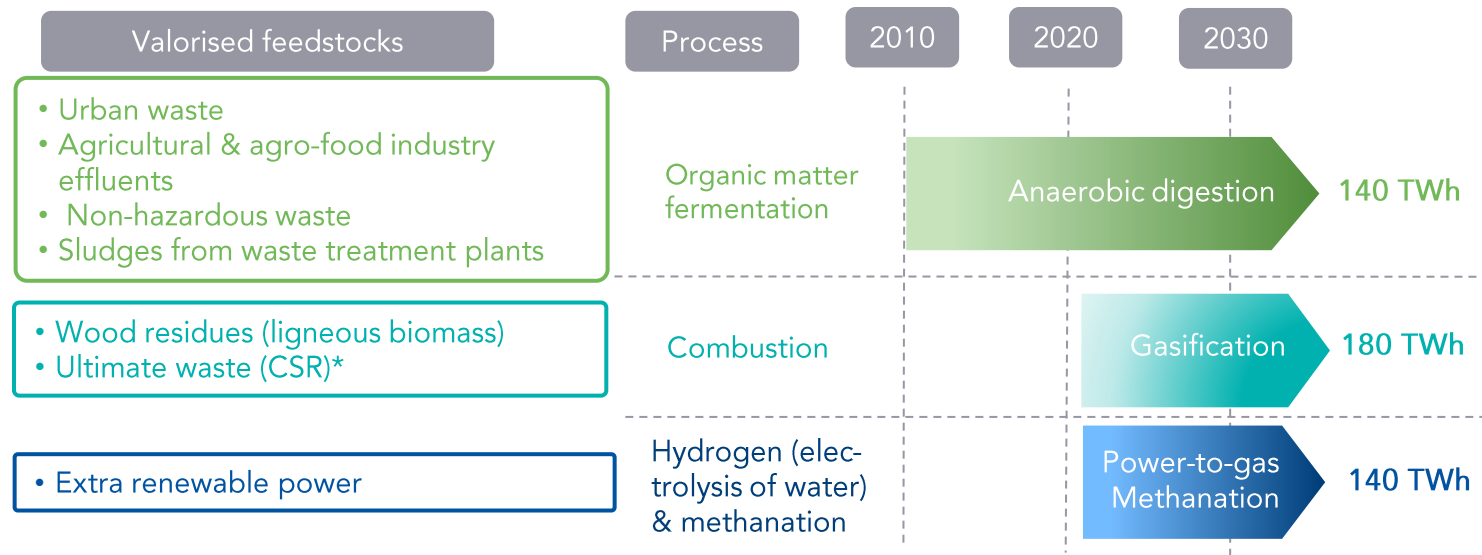 Valorised feedstocks
Process
2010
2020
2030
• Urban waste
• Agricultural & agro-food industry
effluents
• Non-hazardous waste
• Sludges from waste treatment plants
Organic matter
fermentation
Anaerobic digestion
140 TWh
• Wood residues (ligneous biomass)
• Ultimate waste (CSR)*
Combustion
Gasification
180 TWh
• Extra renewable power
Hydrogen (elec-
trolysis of water)
& methanation
Power-to-gas
Methanation
140 TWh